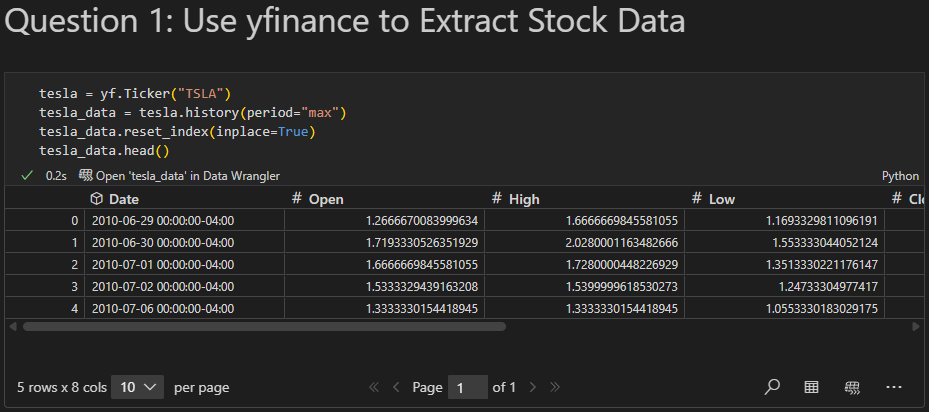 Question 1: Use yfinance to Extract Stock Data
tesla = yf.Ticker("TSLA")
tesla_data = tesla.history(period="max")
tesla_data.reset_index(inplace=True)
tesla_data.head()
0.2s Open 'tesla_data' in Data Wrangler Python
Date # Open # High # Low # Clo
0 2010-06-29 00:00:00-04:00 1.2666670083999634 1.6666669845581055 1.1693329811096191
1 2010-06-30 00:00:00-04:00 1.7193330526351929 2.0280001163482666 1.553333044052124
2 2010-07-01 00:00:00-04:00 1.6666669845581055 1.7280000448226929 1.3513330221176147
3 2010-07-02 00:00:00-04:00 1.5333329439163208 1.5399999618530273 1.24733304977417
4 2010-07-06 00:00:00-04:00 1.3333330154418945 1.3333330154418945 1.0553330183029175
5 rows x 8 cols 10 per page Page 1 of 1